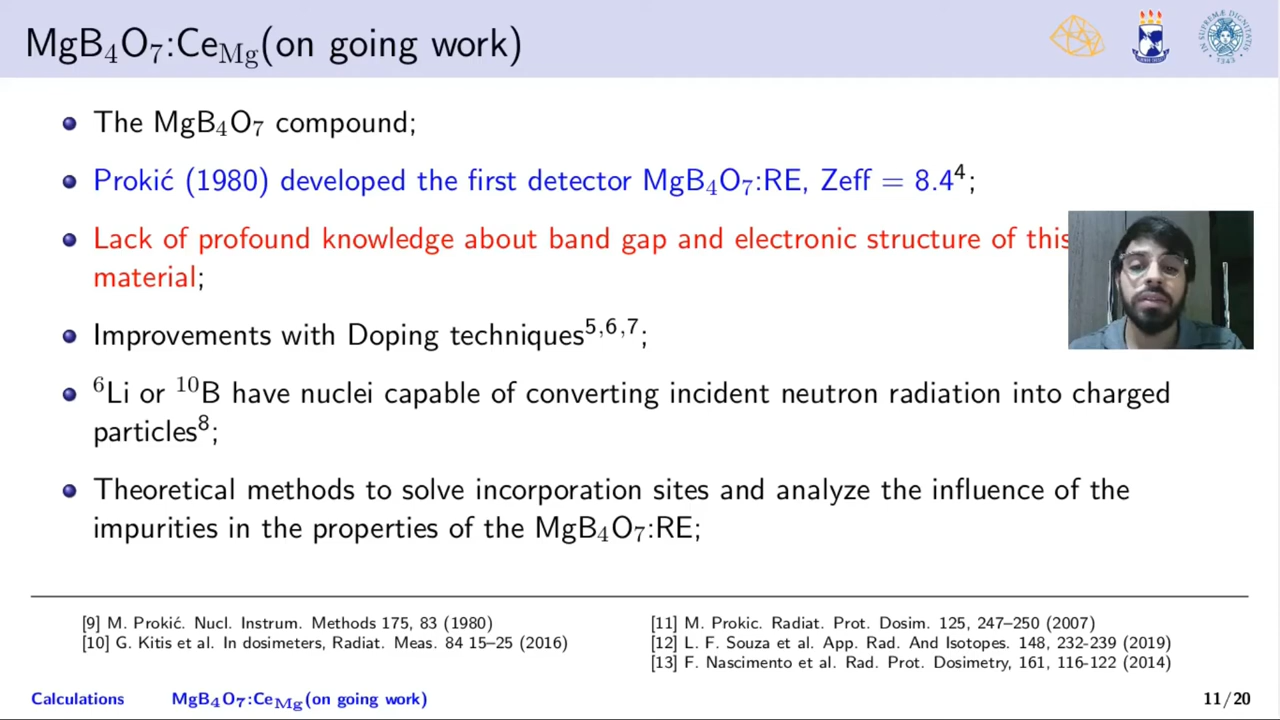 MgB₄O₇:Ce_Mg(on going work)
The MgB₄O₇ compound;
Prokić (1980) developed the first detector MgB₄O₇:RE, Zeff = 8.4⁴;
Lack of profound knowledge about band gap and electronic structure of this
material;
Improvements with Doping techniques⁵,⁶,⁷;
⁶Li or ¹⁰B have nuclei capable of converting incident neutron radiation into charged
particles⁸;
Theoretical methods to solve incorporation sites and analyze the influence of the
impurities in the properties of the MgB₄O₇:RE;
[9] M. Prokić. Nucl. Instrum. Methods 175, 83 (1980)
[10] G. Kitis et al. In dosimeters, Radiat. Meas. 84 15–25 (2016)
[11] M. Prokic. Radiat. Prot. Dosim. 125, 247–250 (2007)
[12] L. F. Souza et al. App. Rad. And Isotopes. 148, 232-239 (2019)
[13] F. Nascimento et al. Rad. Prot. Dosimetry, 161, 116-122 (2014)
Calculations MgB₄O₇:Ce_Mg(on going work) 11/20